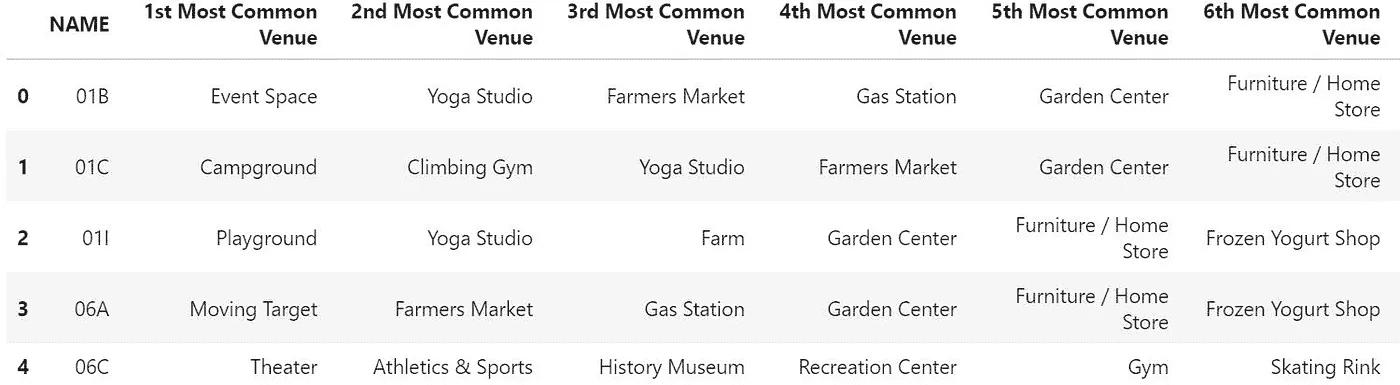 NAME 1st Most Common Venue 2nd Most Common Venue 3rd Most Common Venue 4th Most Common Venue 5th Most Common Venue 6th Most Common Venue
0 01B Event Space Yoga Studio Farmers Market Gas Station Garden Center Furniture / Home Store
1 01C Campground Climbing Gym Yoga Studio Farmers Market Garden Center Furniture / Home Store
2 01I Playground Yoga Studio Farm Garden Center Furniture / Home Store Frozen Yogurt Shop
3 06A Moving Target Farmers Market Gas Station Garden Center Furniture / Home Store Frozen Yogurt Shop
4 06C Theater Athletics & Sports History Museum Recreation Center Gym Skating Rink